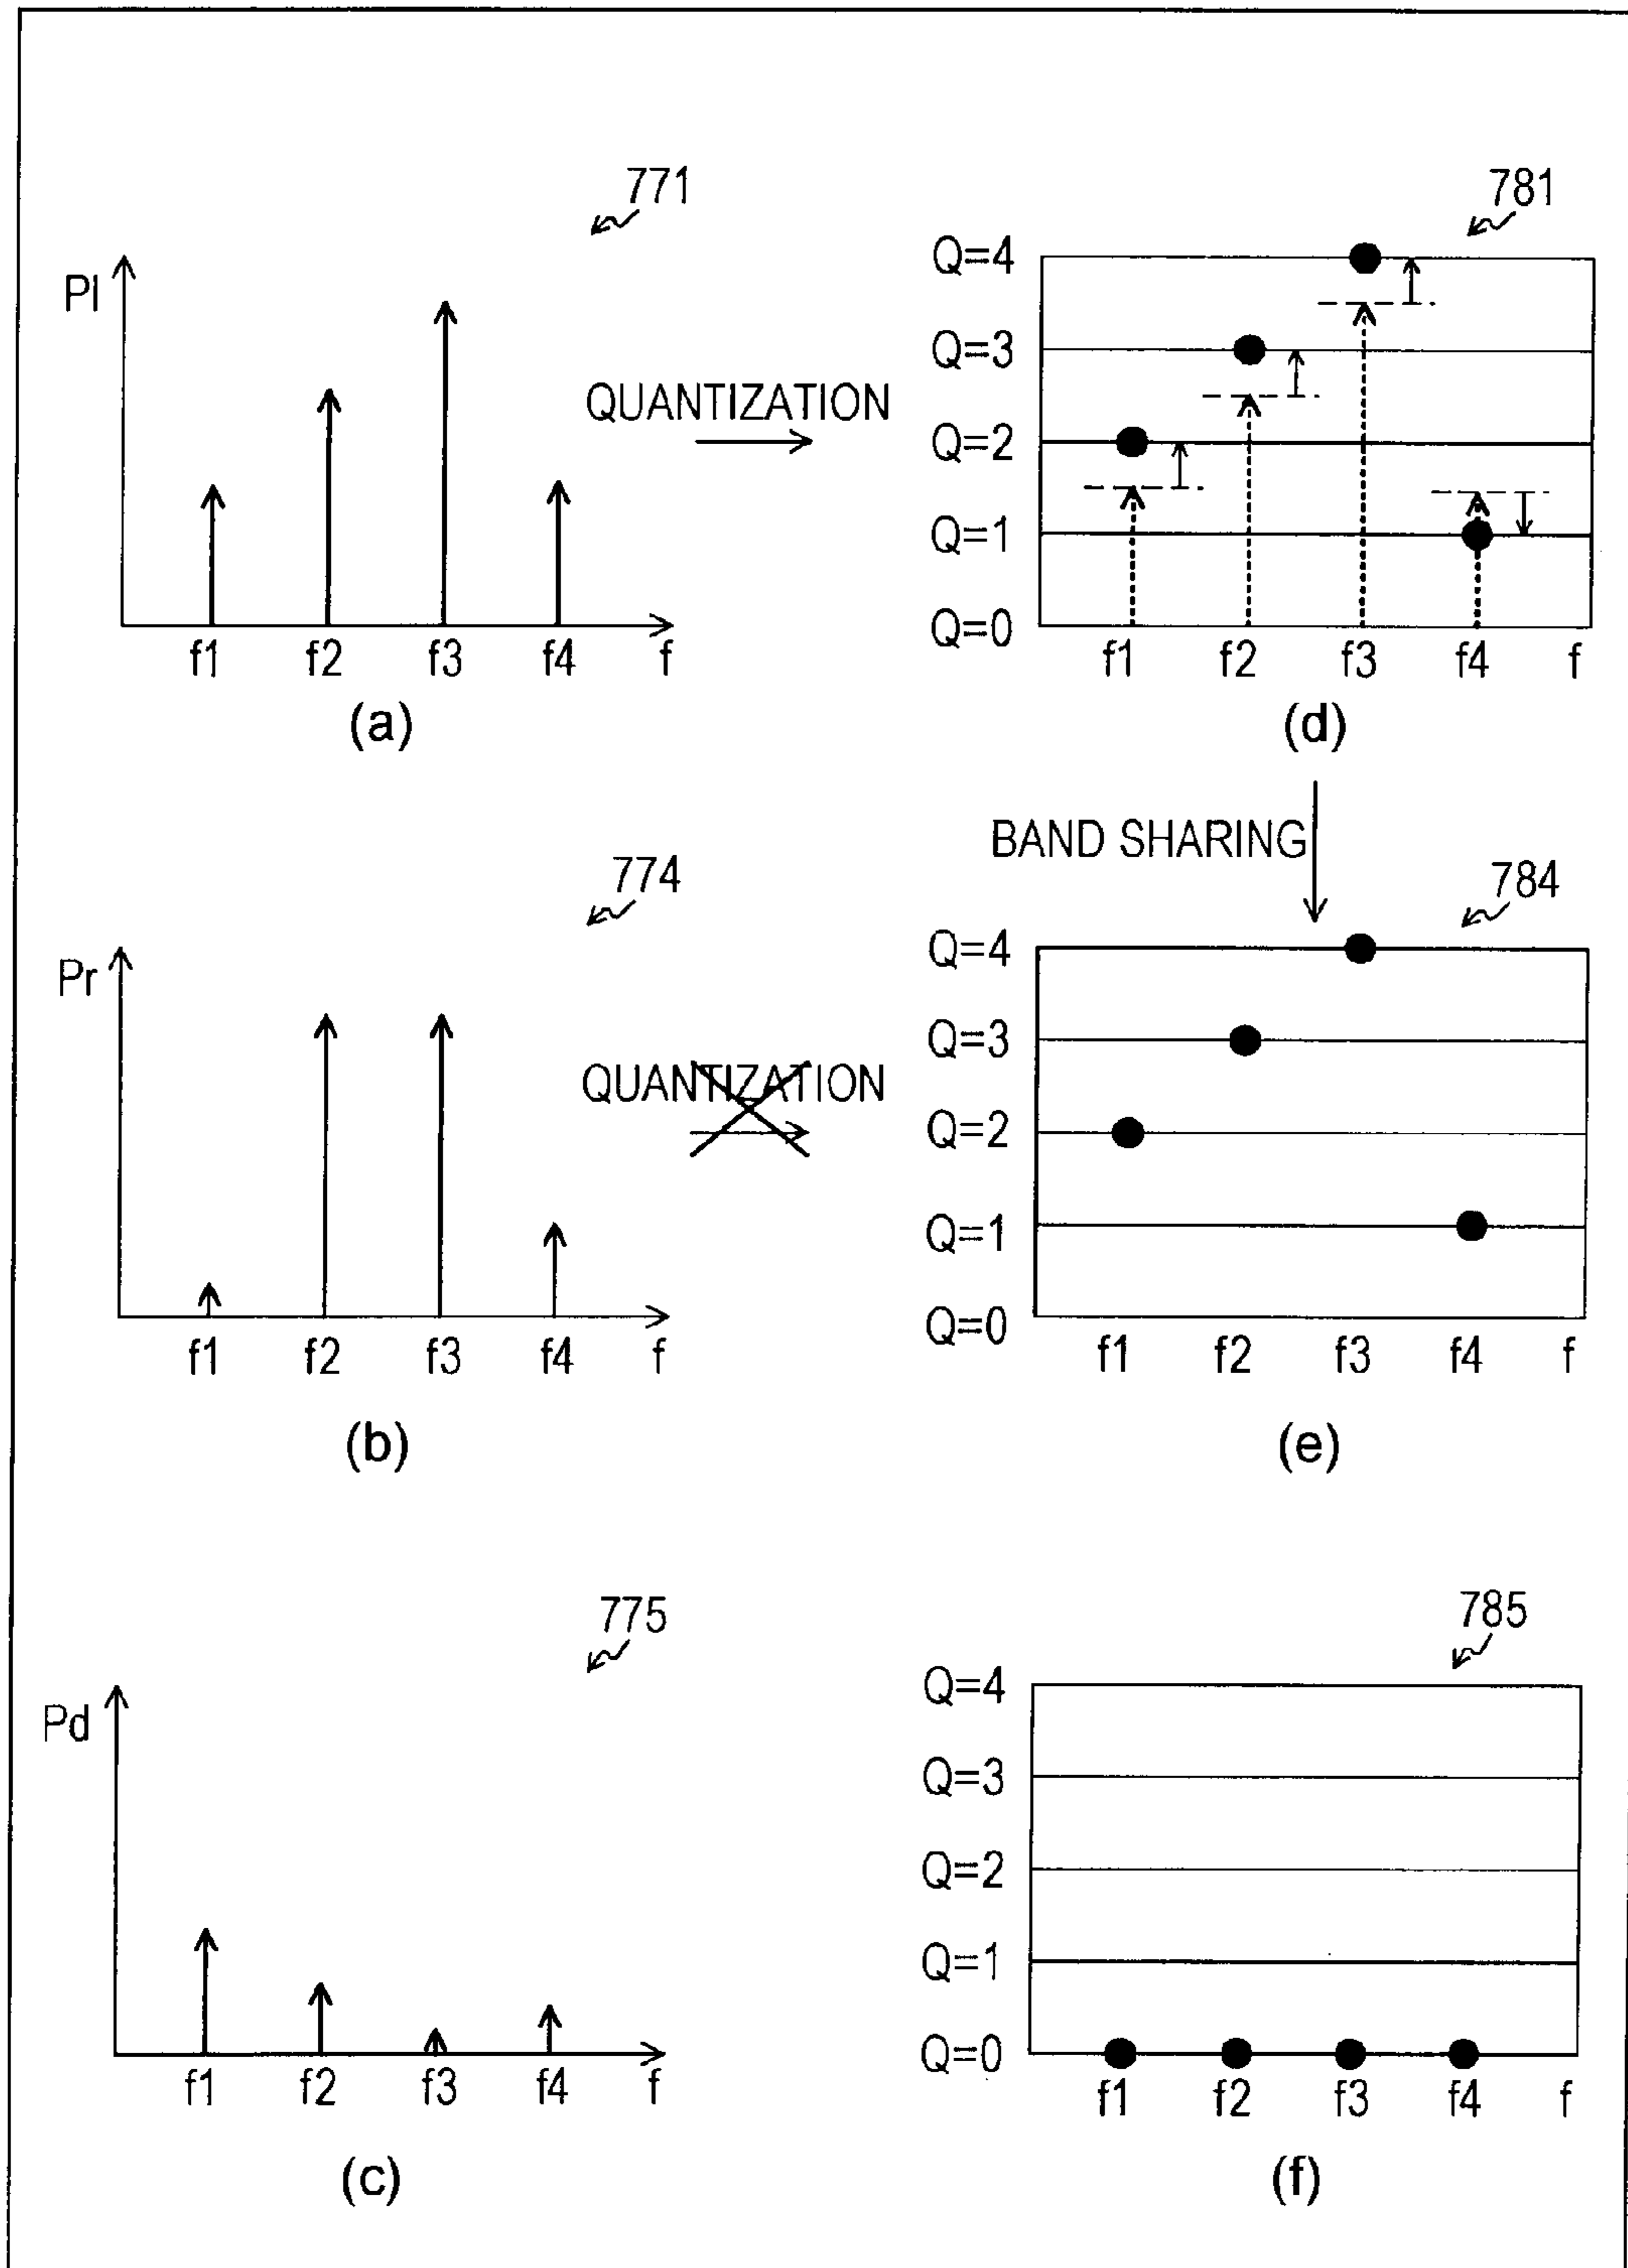 771
Pl
f1 f2 f3 f4 f
(a)
QUANTIZATION
781
Q=4
Q=3
Q=2
Q=1
Q=0
f1 f2 f3 f4 f
(d)
BAND SHARING
774
Pr
f1 f2 f3 f4 f
(b)
QUANTIZATION
784
Q=4
Q=3
Q=2
Q=1
Q=0
f1 f2 f3 f4 f
(e)
775
Pd
f1 f2 f3 f4 f
(c)
785
Q=4
Q=3
Q=2
Q=1
Q=0
f1 f2 f3 f4 f
(f)